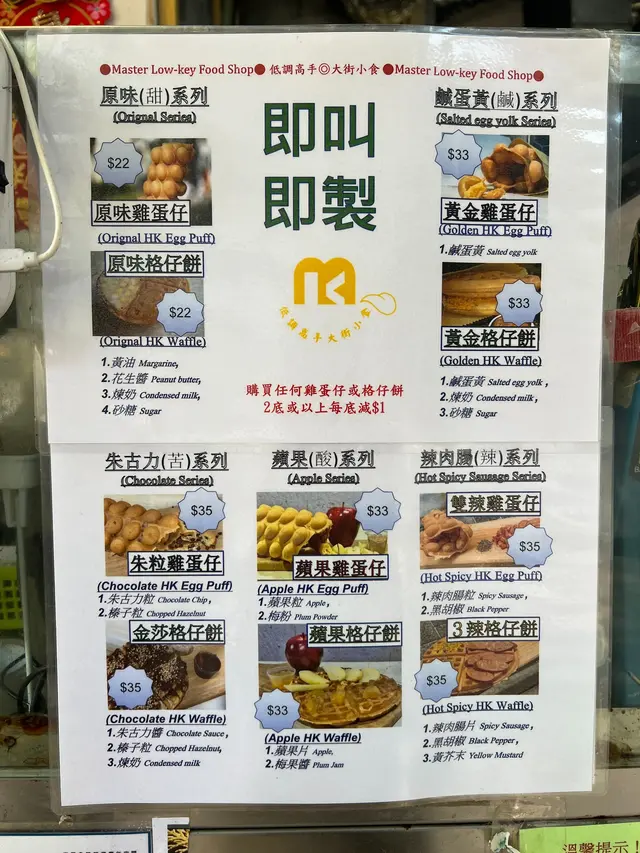 ●Master Low-key Food Shop● 低調高手◎大街小食 ●Master Low-key Food Shop●
原味(甜)系列
(Orignal Series)
$22
原味雞蛋仔
(Orignal HK Egg Puff)
原味格仔餅
$22
(Orignal HK Waffle)
1.黃油 Margarine,
2.花生醬 Peanut butter,
3.煉奶 Condensed milk,
4.砂糖 Sugar
即叫
即製
低調高手大街小食
購買任何雞蛋仔或格仔餅
2底或以上每底減$1
鹹蛋黃(鹹)系列
(Salted egg yolk Series)
$33
黃金雞蛋仔
(Golden HK Egg Puff)
1.鹹蛋黃 Salted egg yolk
$33
黃金格仔餅
(Golden HK Waffle)
1.鹹蛋黃 Salted egg yolk,
2.煉奶 Condensed milk,
3.砂糖 Sugar
朱古力(苦)系列
(Chocolate Series)
$35
朱粒雞蛋仔
(Chocolate HK Egg Puff)
1.朱古力粒 Chocolate Chip,
2.榛子粒 Chopped Hazelnut
金莎格仔餅
$35
(Chocolate HK Waffle)
1.朱古力醬 Chocolate Sauce,
2.榛子粒 Chopped Hazelnut,
3.煉奶 Condensed milk
蘋果(酸)系列
(Apple Series)
$33
蘋果雞蛋仔
(Apple HK Egg Puff)
1.蘋果粒 Apple,
2.梅粉 Plum Powder
蘋果格仔餅
$33
(Apple HK Waffle)
1.蘋果片 Apple,
2.梅果醬 Plum Jam
辣肉腸(辣)系列
(Hot Spicy Sausage Series)
雙辣雞蛋仔
$35
(Hot Spicy HK Egg Puff)
1.辣肉腸粒 Spicy Sausage,
2.黑胡椒 Black Pepper
3辣格仔餅
$35
(Hot Spicy HK Waffle)
1.辣肉腸片 Spicy Sausage,
2.黑胡椒 Black Pepper,
3.黃芥末 Yellow Mustard
溫馨提示!